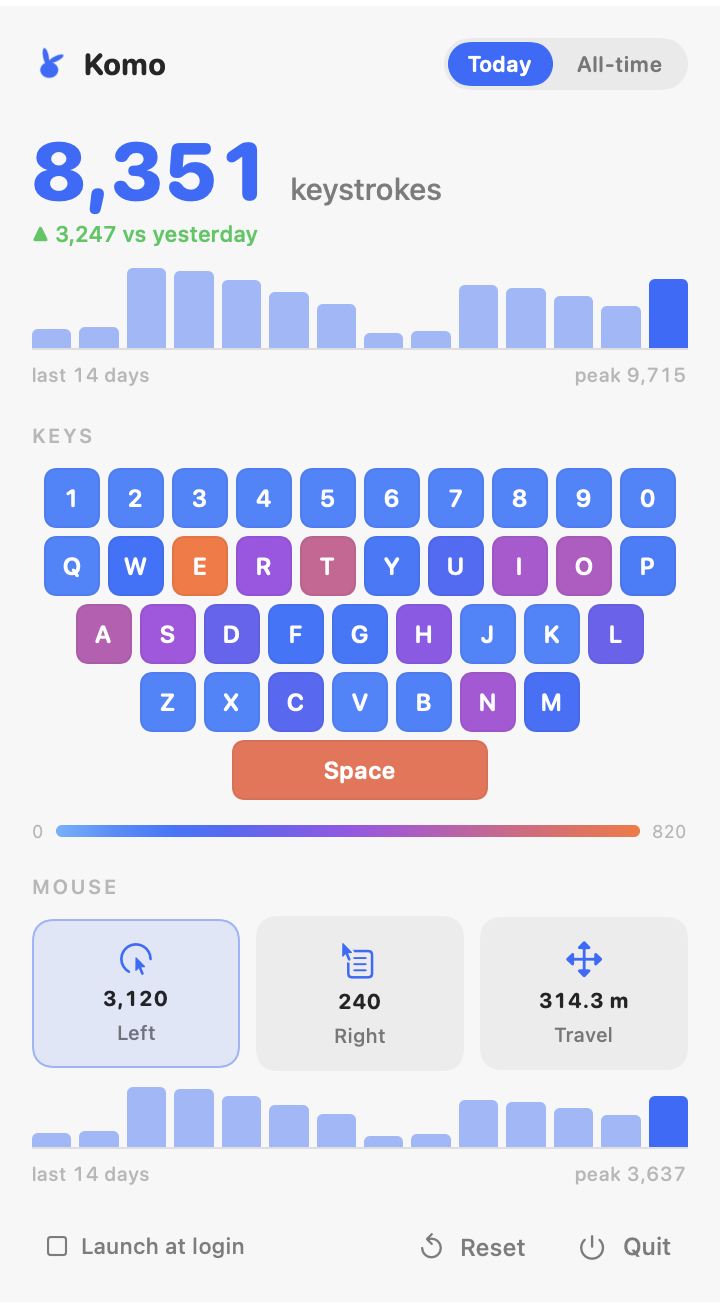 Komo
Today All-time
8,351 keystrokes
▲ 3,247 vs yesterday
last 14 days peak 9,715
KEYS
1 2 3 4 5 6 7 8 9 0
Q W E R T Y U I O P
A S D F G H J K L
Z X C V B N M
Space
0 820
MOUSE
3,120 240 314.3 m
Left Right Travel
last 14 days peak 3,637
Launch at login Reset Quit